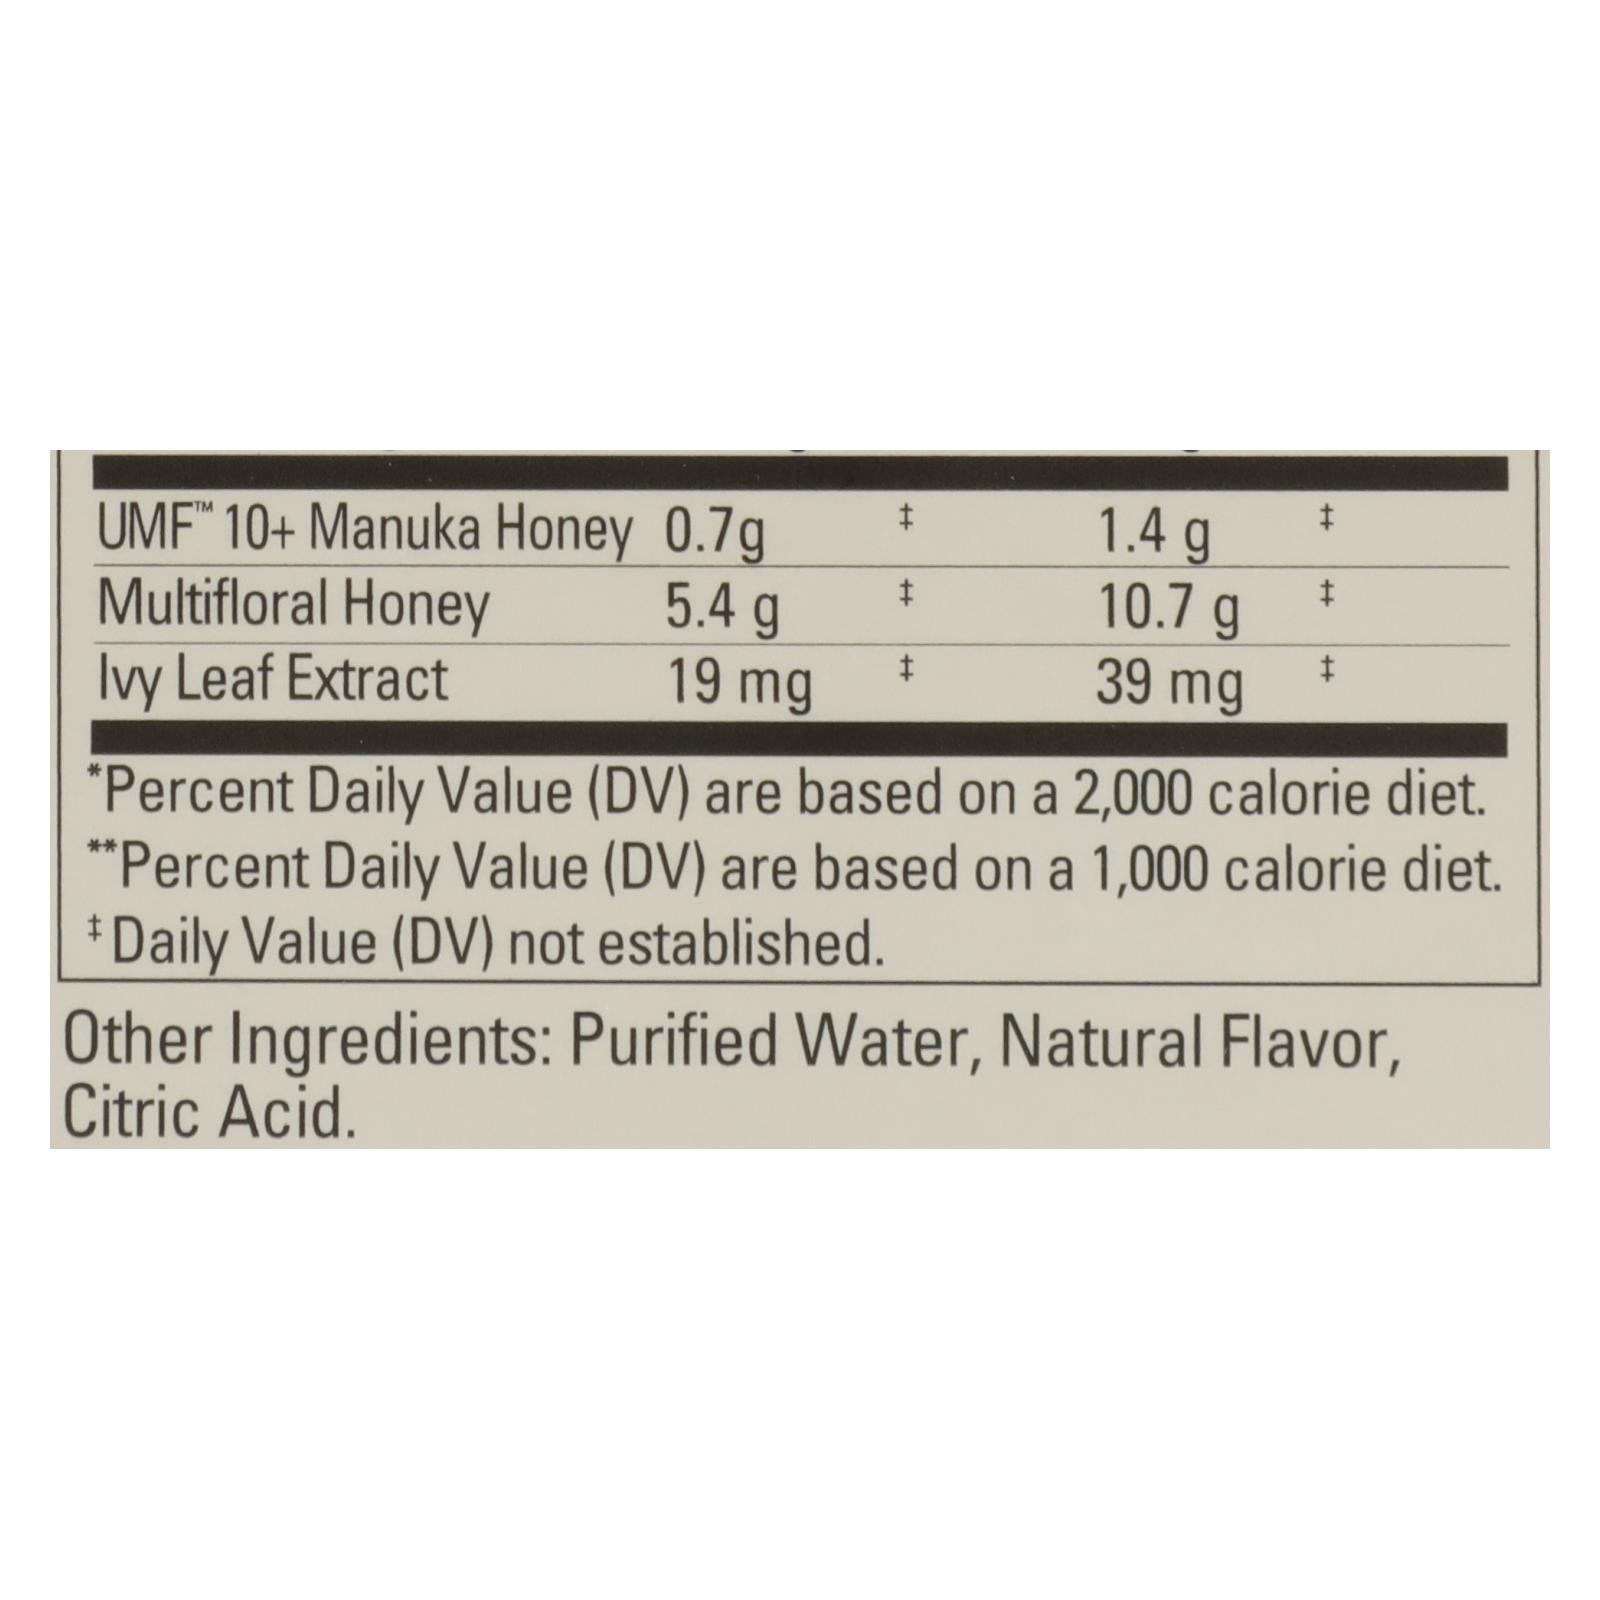 UMF™ 10+ Manuka Honey 0.7g ‡ 1.4 g ‡
Multifloral Honey 5.4 g ‡ 10.7 g ‡
Ivy Leaf Extract 19 mg ‡ 39 mg ‡
*Percent Daily Value (DV) are based on a 2,000 calorie diet.
**Percent Daily Value (DV) are based on a 1,000 calorie diet.
‡Daily Value (DV) not established.
Other Ingredients: Purified Water, Natural Flavor,
Citric Acid.